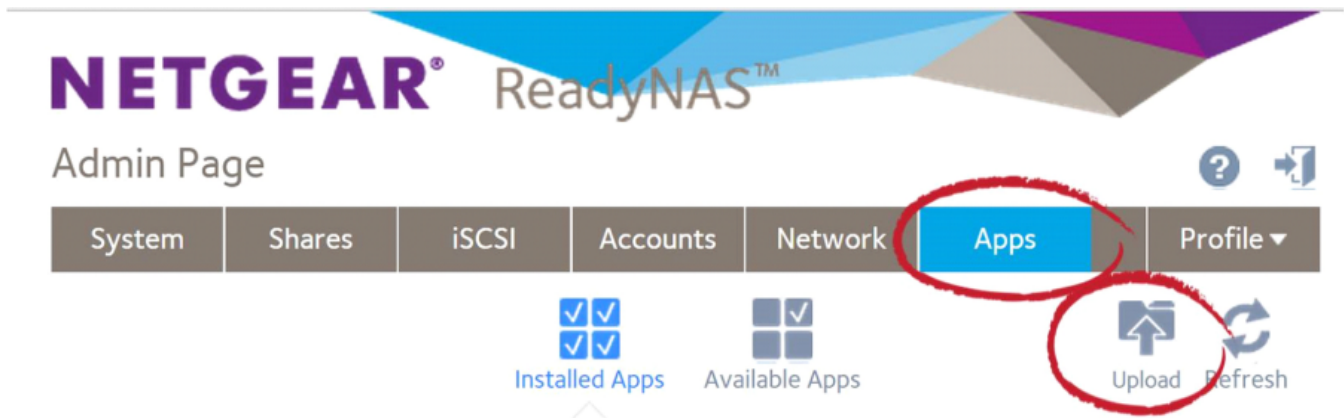 NETGEAR® ReadyNAS™
Admin Page
?
System Shares iSCSI Accounts Network Apps Profile
Installed Apps Available Apps Upload Refresh